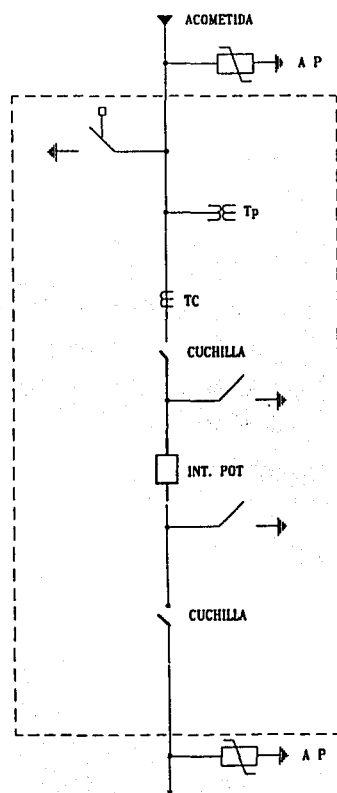 ACOMETIDA
A P
Tp
TC
CUCHILLA
INT. POT
CUCHILLA
A P